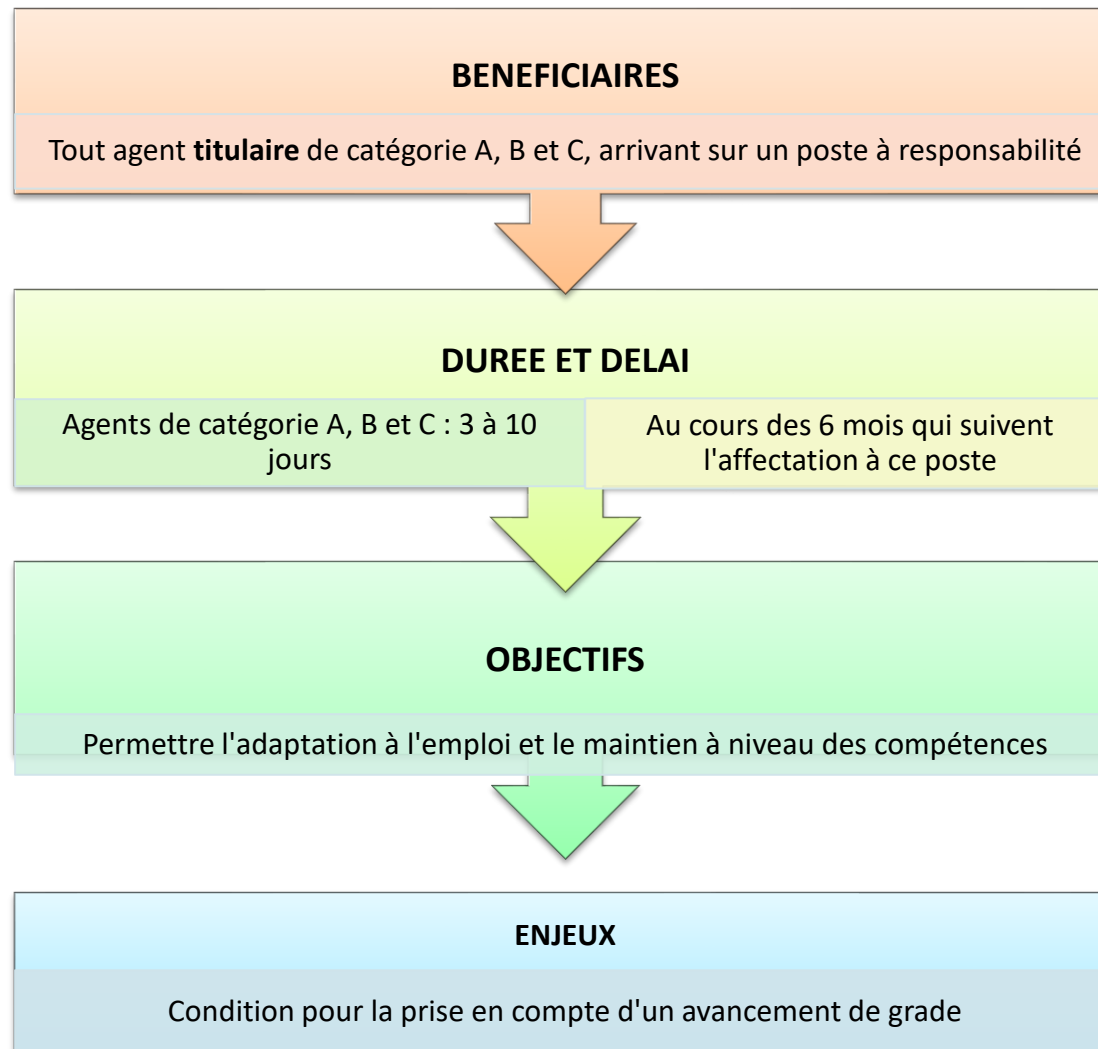 BENEFICIAIRES
Tout agent titulaire de catégorie A, B et C, arrivant sur un poste à responsabilité
DUREE ET DELAI
Agents de catégorie A, B et C : 3 à 10
jours
Au cours des 6 mois qui suivent
l'affectation à ce poste
OBJECTIFS
Permettre l'adaptation à l'emploi et le maintien à niveau des compétences
ENJEUX
Condition pour la prise en compte d'un avancement de grade